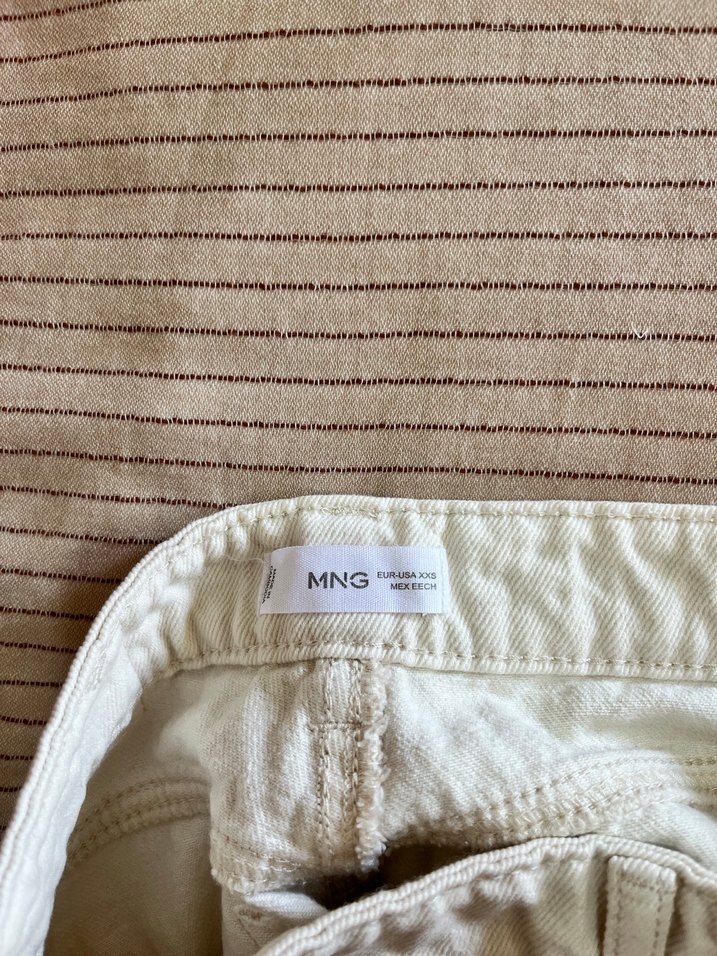 MNG
EUR-USA XXS
MEX EECH